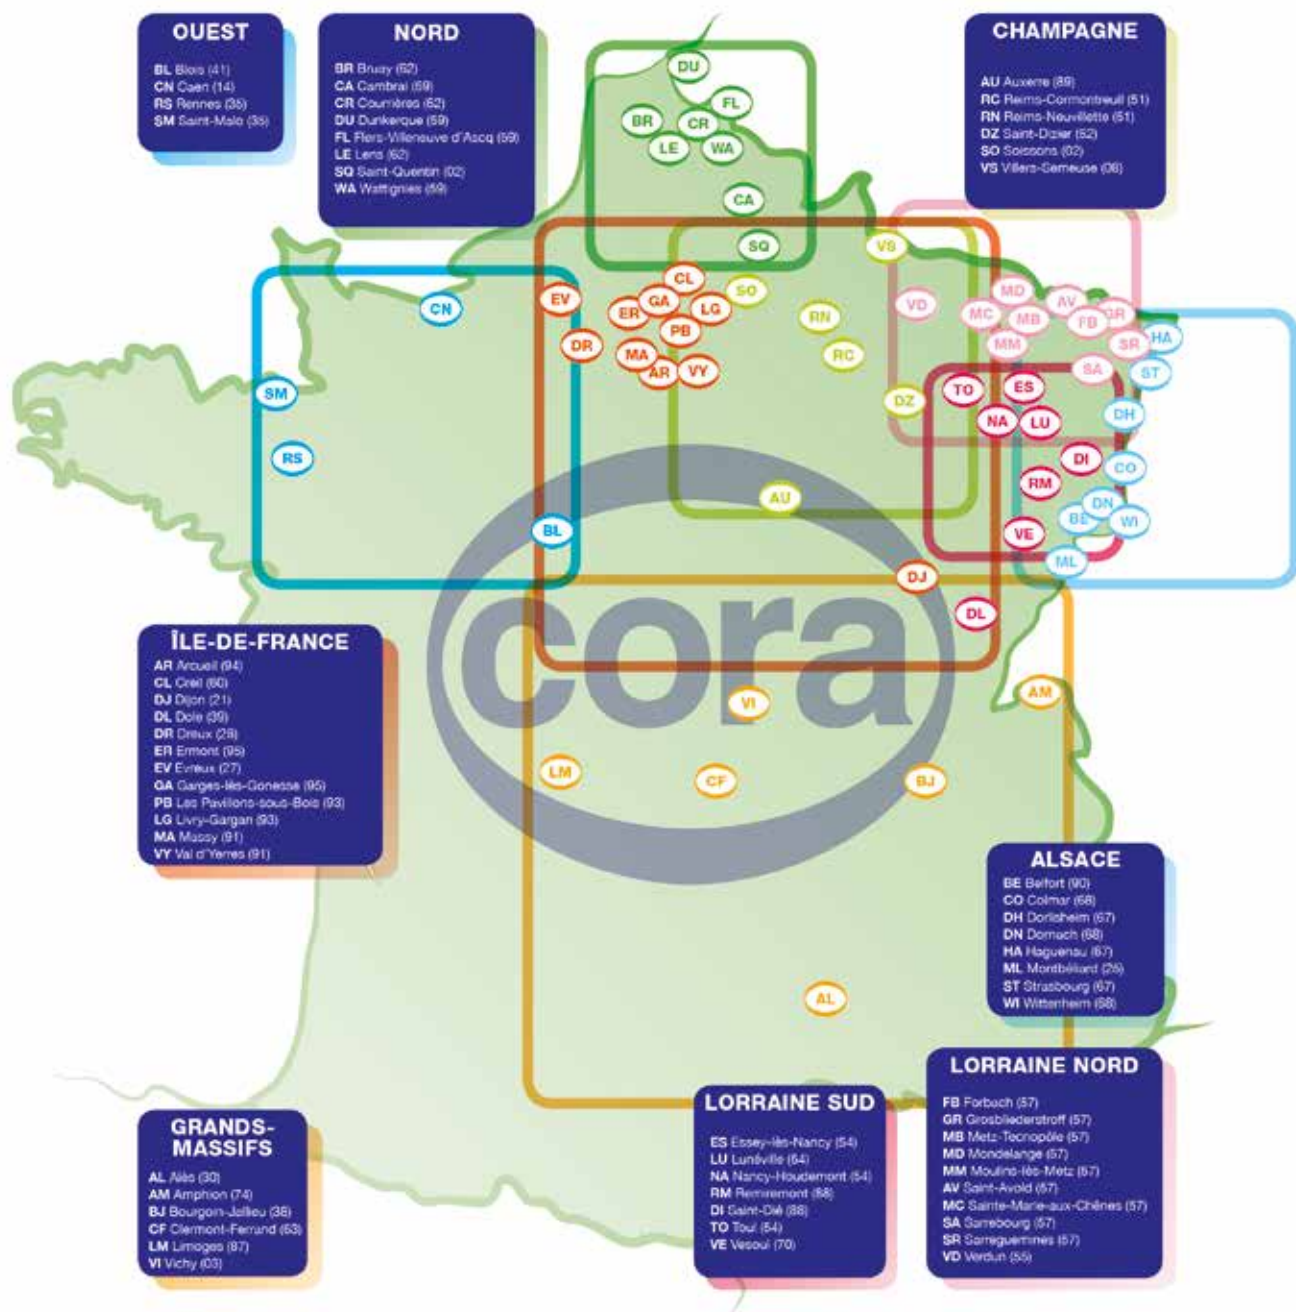 OUEST
BL Blois (41)
CN Caen (14)
RS Rennes (35)
SM Saint-Malo (35)
NORD
BR Bruay (62)
CA Cambrai (59)
CR Courrières (62)
DU Dunkerque (59)
FL Flers-Villeneuve d'Ascq (59)
LE Lens (62)
SQ Saint-Quentin (02)
WA Wattignies (59)
CHAMPAGNE
AU Auxerre (89)
RC Reims-Cormontreuil (51)
RN Reims-Neuvillette (51)
DZ Saint-Dizier (52)
SO Soissons (02)
VS Villers-Semeuse (08)
DU
FL
BR
CR
LE
WA
CA
SQ
VS
CL
SO
MD
EV
GA
AV
CN
ER
LG
RN
VD
MC
MB
FB
GR
PB
HA
DR
MM
SR
MA
RC
AR
VY
SA
ST
SM
TO
ES
DZ
DH
NA
LU
RS
DI
CO
RM
AU
DN
BE
WI
BL
VE
ML
DJ
DL
cora
AM
VI
LM
CF
BJ
AL
ÎLE-DE-FRANCE
AR Arcueil (94)
CL Creil (60)
DJ Dijon (21)
DL Dole (39)
DR Dreux (28)
ER Ermont (95)
EV Evreux (27)
GA Garges-lès-Gonesse (95)
PB Les Pavillons-sous-Bois (93)
LG Livry-Gargan (93)
MA Massy (91)
VY Val d'Yerres (91)
ALSACE
BE Belfort (90)
CO Colmar (68)
DH Dorlisheim (67)
DN Dornach (68)
HA Haguenau (67)
ML Montbéliard (25)
ST Strasbourg (67)
WI Wittenheim (68)
GRANDS-
MASSIFS
AL Alès (30)
AM Amphion (74)
BJ Bourgoin-Jallieu (38)
CF Clermont-Ferrand (63)
LM Limoges (87)
VI Vichy (03)
LORRAINE SUD
ES Essey-lès-Nancy (54)
LU Lunéville (54)
NA Nancy-Houdemont (54)
RM Remiremont (88)
DI Saint-Dié (88)
TO Toul (54)
VE Vesoul (70)
LORRAINE NORD
FB Forbach (57)
GR Grosbliederstroff (57)
MB Metz-Tecnopôle (57)
MD Mondelange (57)
MM Moulins-lès-Metz (57)
AV Saint-Avold (57)
MC Sainte-Marie-aux-Chênes (57)
SA Sarrebourg (57)
SR Sarreguemines (57)
VD Verdun (55)